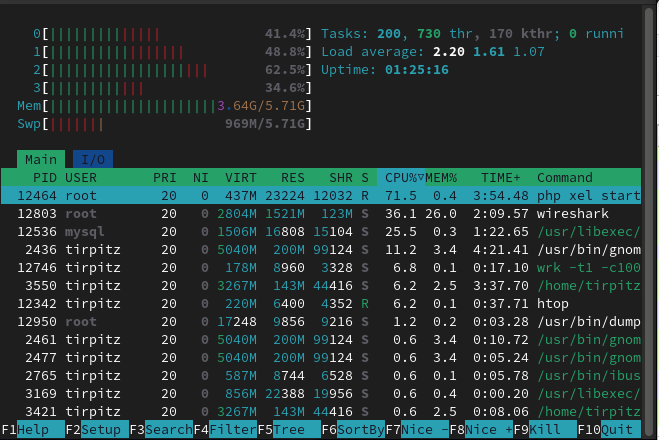 0[||||||||||||||| 41.4%] Tasks: 200, 730 thr, 170 kthr; 0 runni
1[|||||||||||||||||| 48.8%] Load average: 2.20 1.61 1.07
2[||||||||||||||||||||| 62.5%] Uptime: 01:25:16
3[||||||||||||| 34.6%]
Mem[||||||||||||||||||||||3.64G/5.71G]
Swp[||||||| 969M/5.71G]
Main I/O
PID USER PRI NI VIRT RES SHR S CPU%▽MEM% TIME+ Command
12464 root 20 0 437M 23224 12032 R 71.5 0.4 3:54.48 php xel start
12803 root 20 0 2804M 1521M 123M S 36.1 26.0 2:09.57 wireshark
12536 mysql 20 0 1506M 16808 15104 S 25.5 0.3 1:22.65 /usr/libexec/
2436 tirpitz 20 0 5040M 200M 99124 S 11.2 3.4 4:21.41 /usr/bin/gnom
12746 tirpitz 20 0 178M 8960 3328 S 6.8 0.1 0:17.10 wrk -t1 -c100
3550 tirpitz 20 0 3267M 143M 44416 S 6.2 2.5 3:37.70 /home/tirpitz
12342 tirpitz 20 0 220M 6400 4352 R 6.2 0.1 0:37.71 htop
12950 root 20 0 17248 9856 9216 S 1.2 0.2 0:03.28 /usr/bin/dump
2461 tirpitz 20 0 5040M 200M 99124 S 0.6 3.4 0:10.72 /usr/bin/gnom
2477 tirpitz 20 0 5040M 200M 99124 S 0.6 3.4 0:05.24 /usr/bin/gnom
2765 tirpitz 20 0 587M 8744 6528 S 0.6 0.1 0:05.78 /usr/bin/ibus
3169 tirpitz 20 0 856M 22388 19956 S 0.6 0.4 0:00.20 /usr/libexec/
3421 tirpitz 20 0 3267M 143M 44416 S 0.6 2.5 0:08.06 /home/tirpitz
F1Help F2Setup F3SearchF4FilterF5Tree F6SortByF7Nice -F8Nice +F9Kill F10Quit